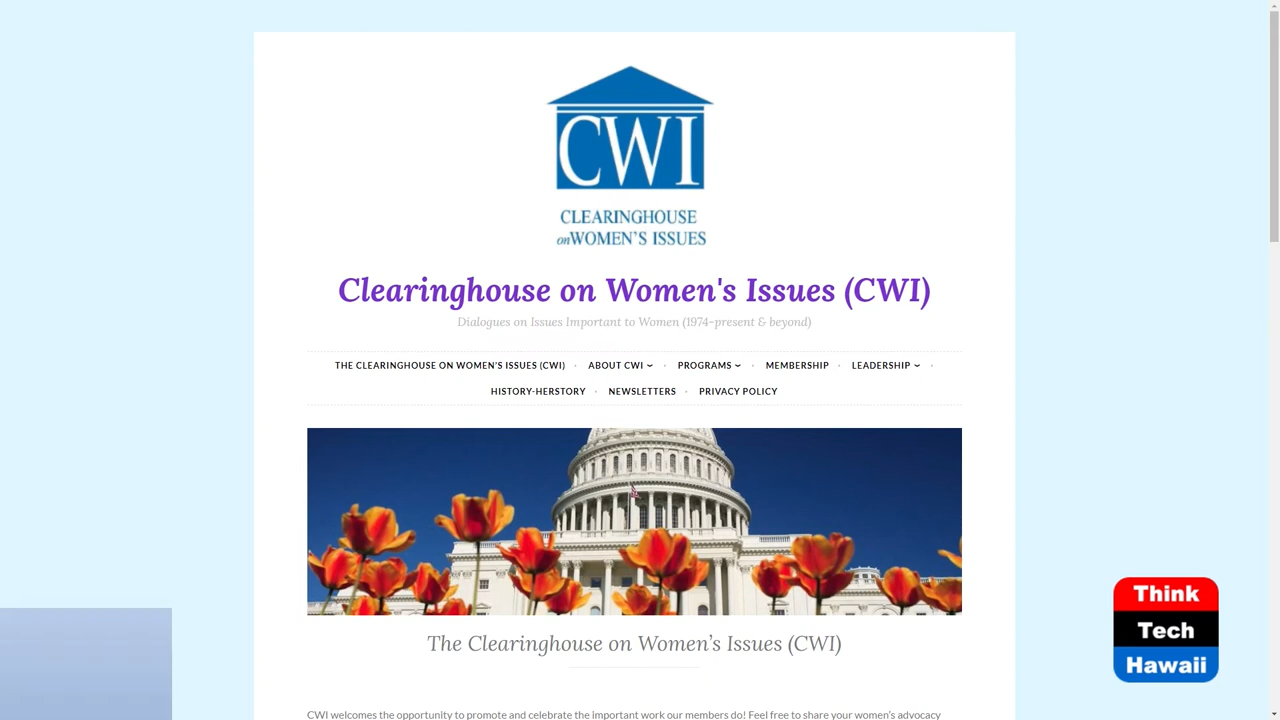 CWI
CLEARINGHOUSE
onWOMEN'S ISSUES
Clearinghouse on Women's Issues (CWI)
Dialogues on Issues Important to Women (1974-present & beyond)
THE CLEARINGHOUSE ON WOMEN'S ISSUES (CWI) ABOUT CWI PROGRAMS MEMBERSHIP LEADERSHIP
HISTORY-HERSTORY NEWSLETTERS PRIVACY POLICY
The Clearinghouse on Women’s Issues (CWI)
CWI welcomes the opportunity to promote and celebrate the important work our members do! Feel free to share your women’s advocacy
Think
Tech
Hawaii